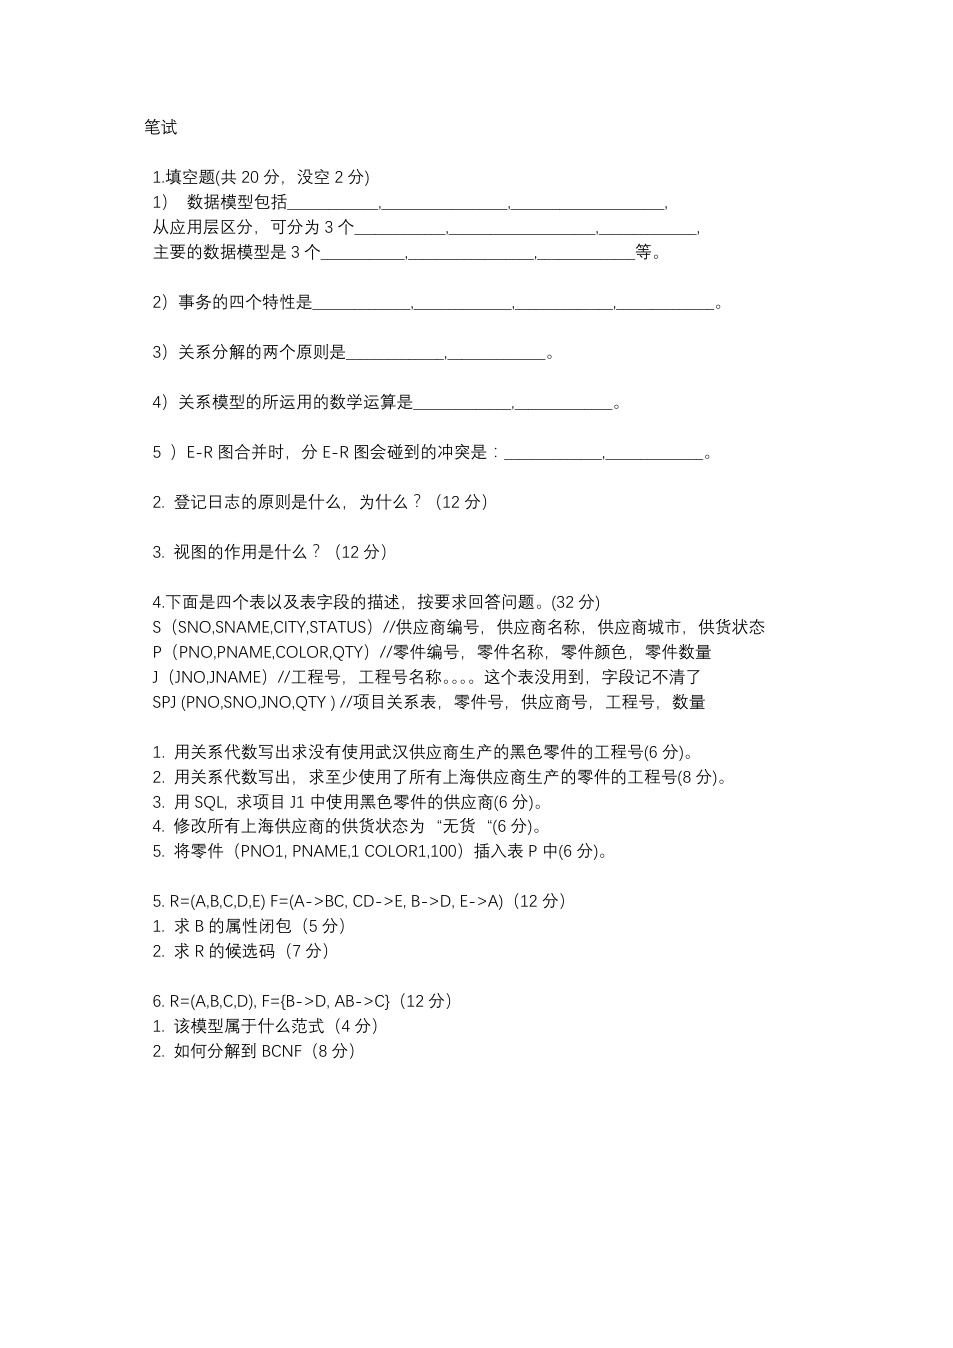 笔试
1.填空题(共 20 分，没空 2 分)
1） 数据模型包括___________,_______________,__________________,
从应用层区分，可分为 3 个___________,_________________,____________,
主要的数据模型是 3 个__________,_______________,____________等。
2）事务的四个特性是____________,____________,____________,____________。
3）关系分解的两个原则是____________,____________。
4）关系模型的所运用的数学运算是____________,____________。
5 ）E-R 图合并时，分 E-R 图会碰到的冲突是：____________,____________。
2. 登记日志的原则是什么，为什么？（12 分）
3. 视图的作用是什么？（12 分）
4.下面是四个表以及表字段的描述，按要求回答问题。(32 分)
S（SNO,SNAME,CITY,STATUS）//供应商编号，供应商名称，供应商城市，供货状态
P（PNO,PNAME,COLOR,QTY）//零件编号，零件名称，零件颜色，零件数量
J（JNO,JNAME）//工程号，工程号名称。。。。这个表没用到，字段记不清了
SPJ (PNO,SNO,JNO,QTY ) //项目关系表，零件号，供应商号，工程号，数量
1. 用关系代数写出求没有使用武汉供应商生产的黑色零件的工程号(6 分)。
2. 用关系代数写出，求至少使用了所有上海供应商生产的零件的工程号(8 分)。
3. 用 SQL, 求项目 J1 中使用黑色零件的供应商(6 分)。
4. 修改所有上海供应商的供货状态为 “无货 “(6 分)。
5. 将零件（PNO1, PNAME,1 COLOR1,100）插入表 P 中(6 分)。
5. R=(A,B,C,D,E) F=(A->BC, CD->E, B->D, E->A)（12 分）
1. 求 B 的属性闭包（5 分）
2. 求 R 的候选码（7 分）
6. R=(A,B,C,D), F={B->D, AB->C}（12 分）
1. 该模型属于什么范式（4 分）
2. 如何分解到 BCNF（8 分）